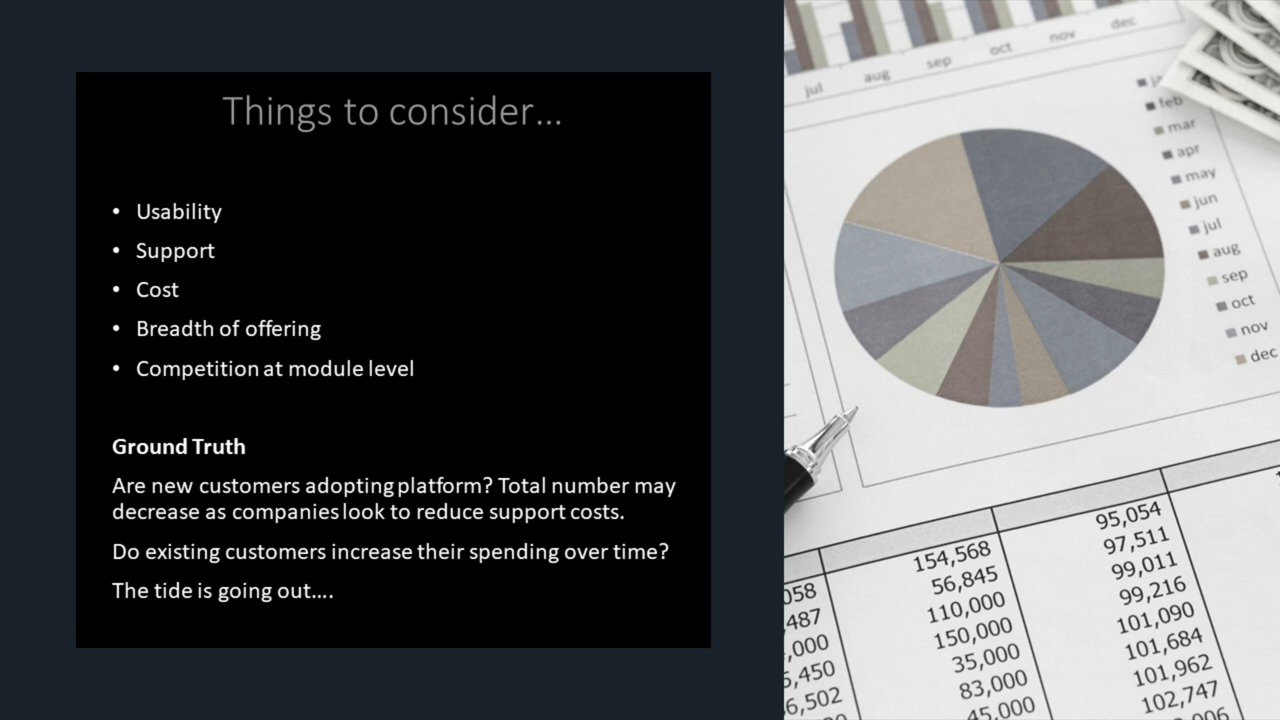 Things to consider...
• Usability
• Support
• Cost
• Breadth of offering
• Competition at module level
Ground Truth
Are new customers adopting platform? Total number may
decrease as companies look to reduce support costs.
Do existing customers increase their spending over time?
The tide is going out....
jul aug sep oct nov dec
feb
mar
apr
may
jun
jul
aug
sep
oct
nov
dec
154,568 95,054
56,845 97,511
110,000 99,011
150,000 99,216
35,000 101,090
83,000 101,684
45,000 101,962
102,747